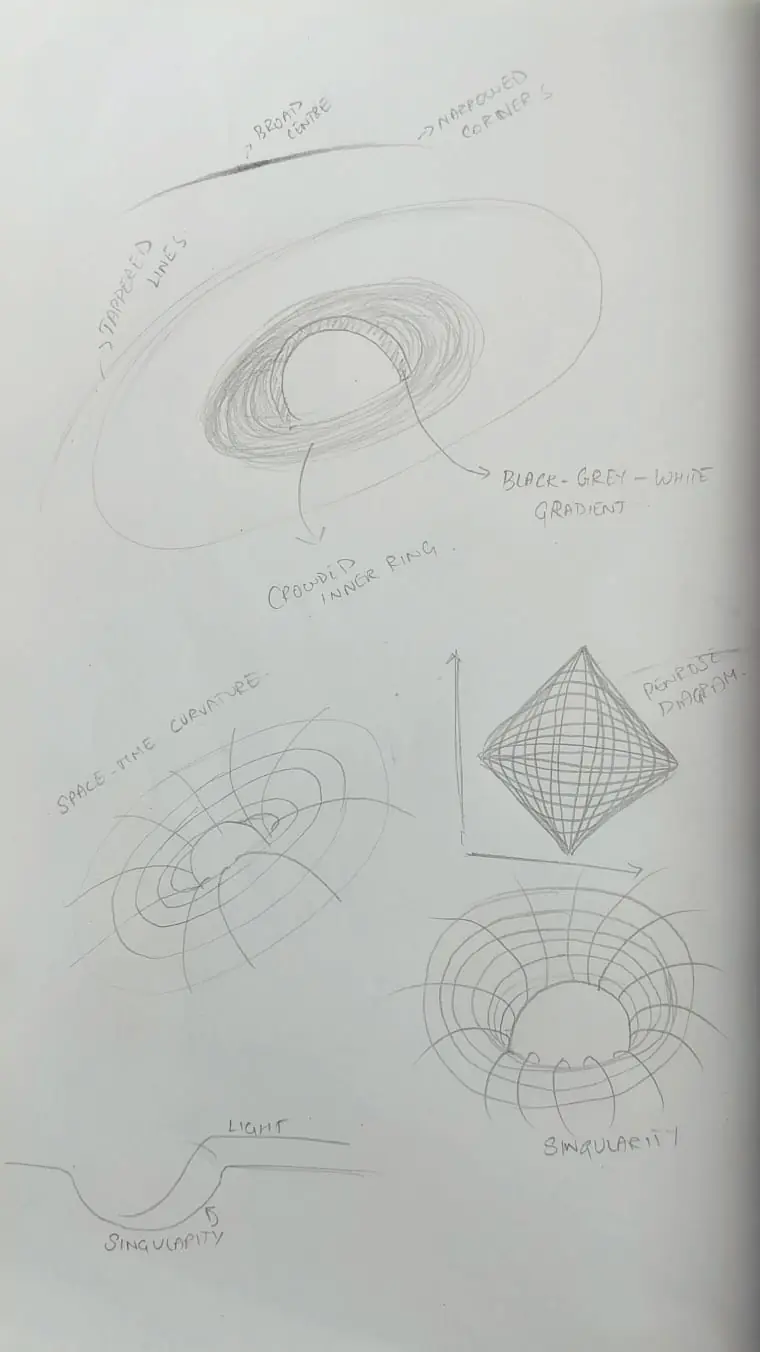 BROAD
CENTRE
NARROWED
CORNERS
TAPPERED
LINES
BLACK-GREY-WHITE
GRADIENT
CROWDID
INNER RING.
SPACE-TIME CURVATURE.
PENROSE
DIAGRAM.
SINGULARITY
LIGHT
SINGULARITY